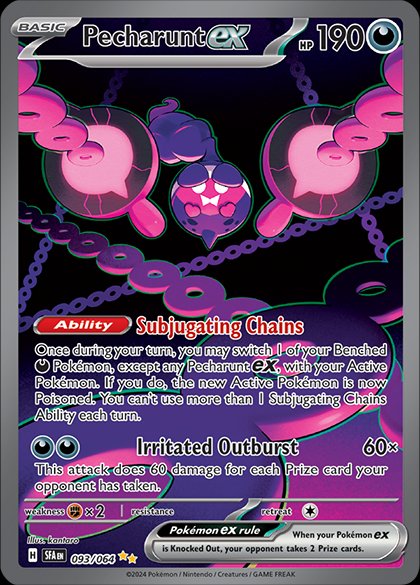 BASIC
Pecharunt ex HP 190
Ability Subjugating Chains
Once during your turn, you may switch 1 of your Benched
Pokémon, except any Pecharunt ex, with your Active
Pokémon. If you do, the new Active Pokémon is now
Poisoned. You can't use more than 1 Subjugating Chains
Ability each turn.
Irritated Outburst 60×
This attack does 60 damage for each Prize card your
opponent has taken.
weakness ×2 resistance retreat
Illus. kantaro
Pokémon ex rule When your Pokémon ex
is Knocked Out, your opponent takes 2 Prize cards.
H SFA EN 093/064
©2024 Pokémon / Nintendo / Creatures / GAME FREAK